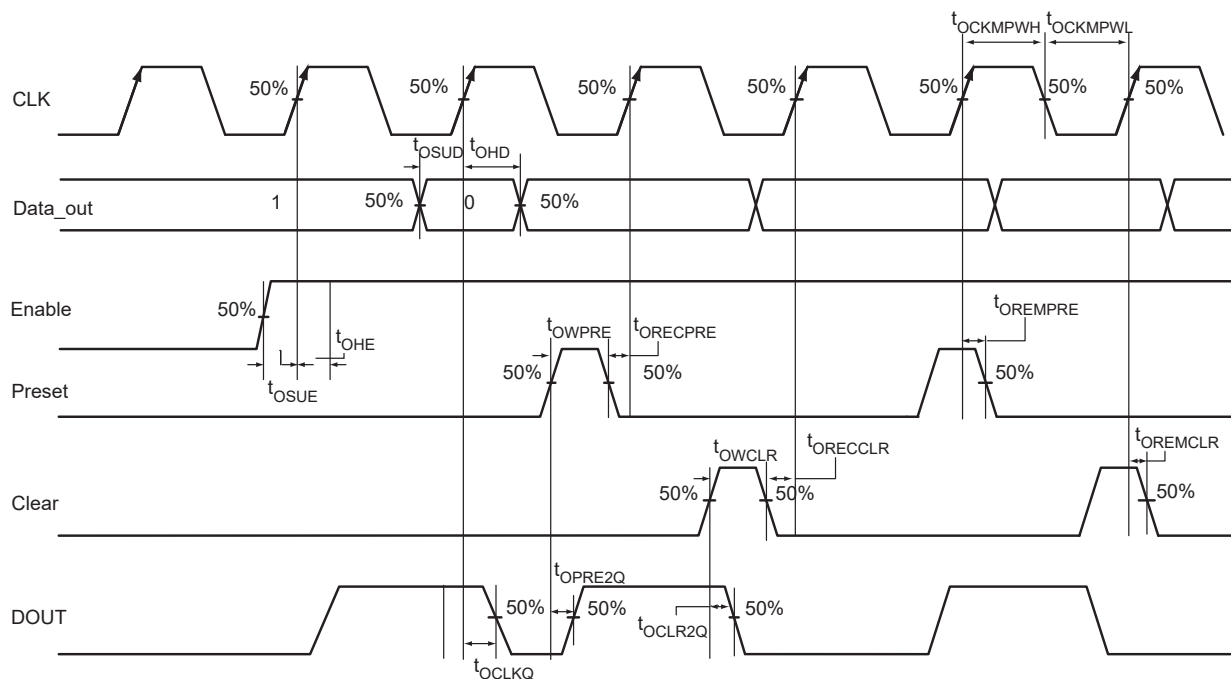 tOCKMPWH tOCKMPWL
CLK 50% 50% 50% 50% 50% 50% 50%
tOSUD tOHD
Data_out 1 50% 0 50%
Enable 50%
tOHE
tOSUE
tOWPRE tORECPRE tOREMPRE
Preset 50% 50% 50%
tOWCLR tORECCLR tOREMCLR
Clear 50% 50% 50%
tOPRE2Q
DOUT 50% 50% 50%
tOCLR2Q
tOCLKQ